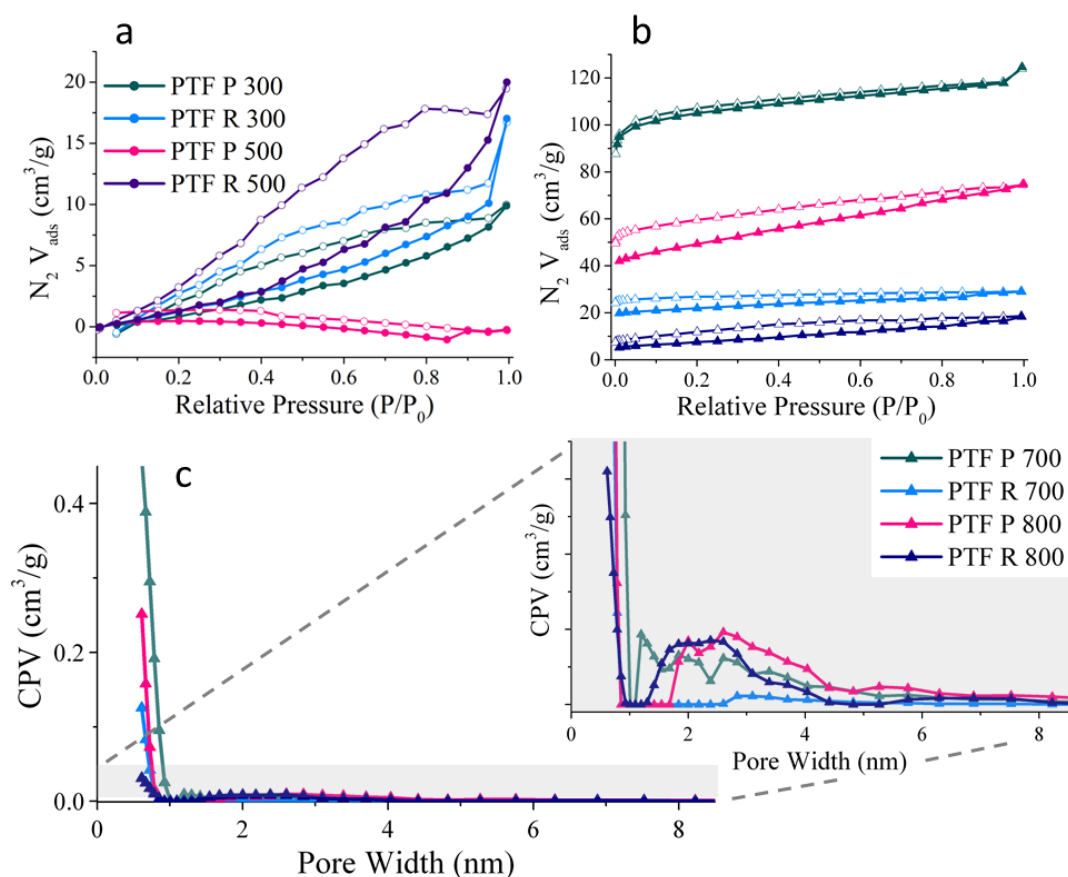 a
N₂ Vads (cm³/g)
20
15
10
5
0
PTF P 300
PTF R 300
PTF P 500
PTF R 500
0.0 0.2 0.4 0.6 0.8 1.0
Relative Pressure (P/P₀)
b
N₂ Vads (cm³/g)
120
100
80
60
40
20
0
0.0 0.2 0.4 0.6 0.8 1.0
Relative Pressure (P/P₀)
c
CPV (cm³/g)
0.4
0.2
0.0
0 2 4 6 8
Pore Width (nm)
CPV (cm³/g)
PTF P 700
PTF R 700
PTF P 800
PTF R 800
0 2 4 6 8
Pore Width (nm)